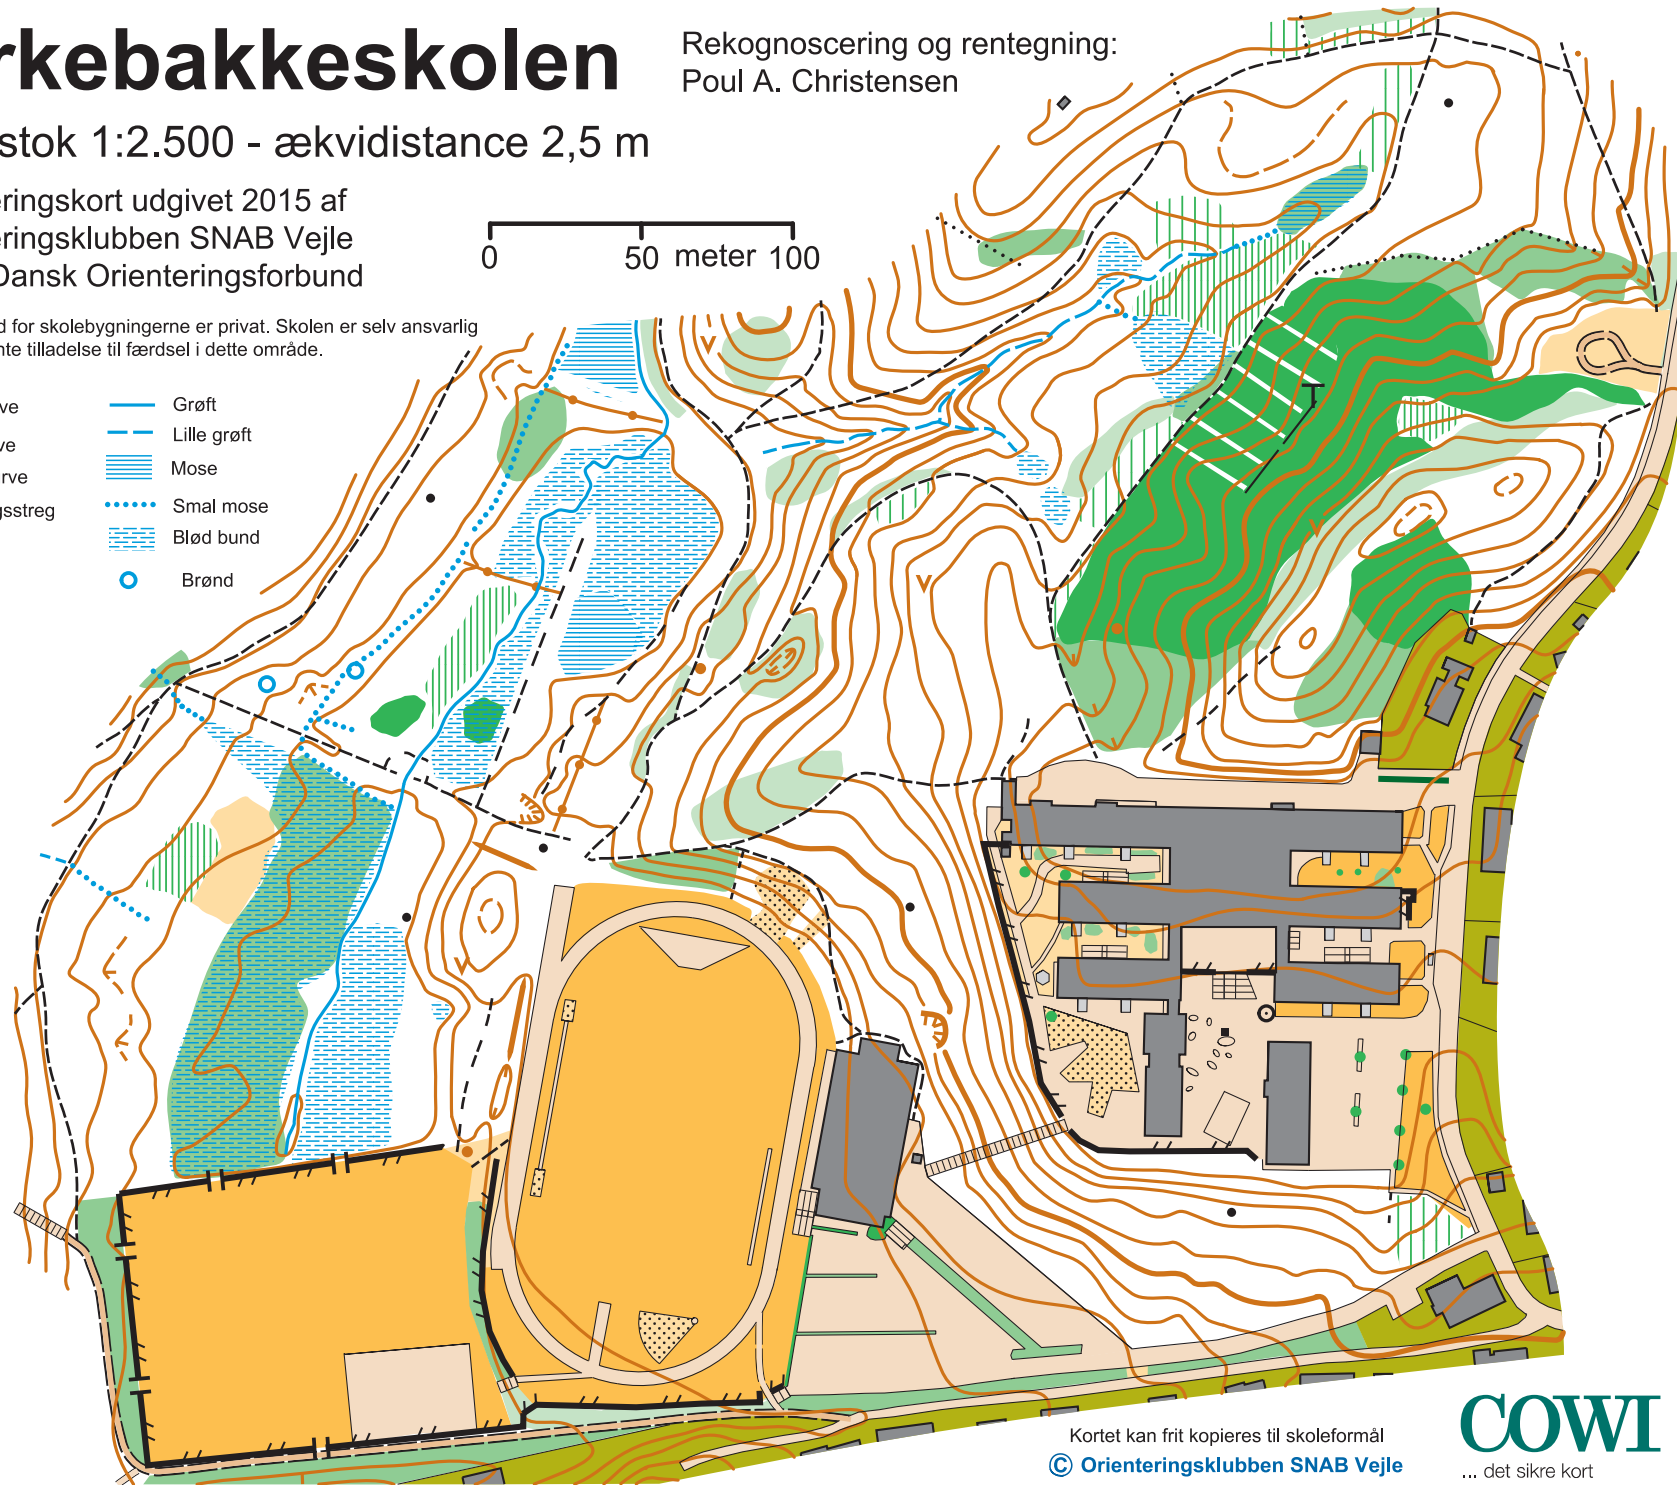 rkebakkeskolen
Rekognoscering og rentegning:
Poul A. Christensen
stok 1:2.500 - ækvidistance 2,5 m
eringskort udgivet 2015 af
eringsklubben SNAB Vejle
Dansk Orienteringsforbund
0 50 meter 100
d for skolebygningerne er privat. Skolen er selv ansvarlig
nte tilladelse til færdsel i dette område.
ve
ve
rve
gsstreg
Grøft
Lille grøft
Mose
Smal mose
Blød bund
Brønd
Kortet kan frit kopieres til skoleformål
© Orienteringsklubben SNAB Vejle
COWI
... det sikre kort